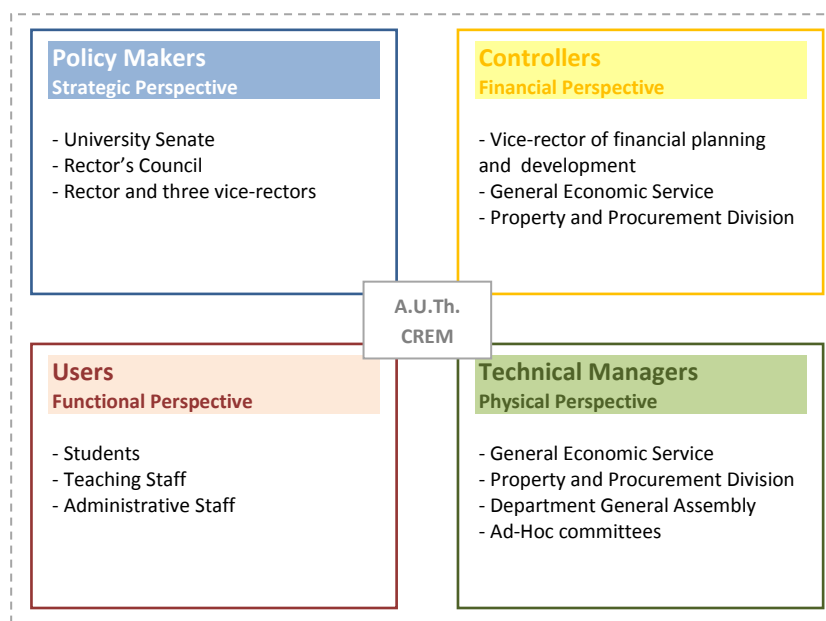 Policy Makers
Strategic Perspective
- University Senate
- Rector's Council
- Rector and three vice-rectors
Controllers
Financial Perspective
- Vice-rector of financial planning
and  development
- General Economic Service
- Property and Procurement Division
A.U.Th.
CREM
Users
Functional Perspective
- Students
- Teaching Staff
- Administrative Staff
Technical Managers
Physical Perspective
- General Economic Service
- Property and Procurement Division
- Department General Assembly
- Ad-Hoc committees